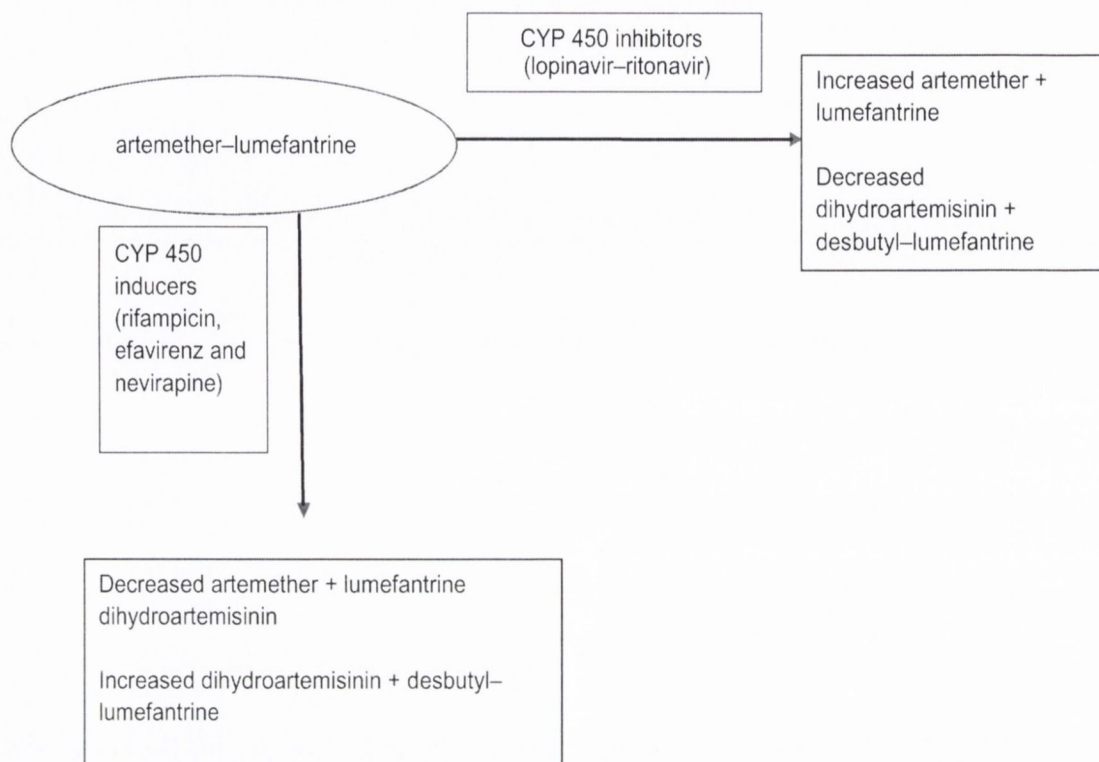 CYP 450 inhibitors
(lopinavir–ritonavir)
artemether–lumefantrine
Increased artemether +
lumefantrine
Decreased
dihydroartemisinin +
desbutyl–lumefantrine
CYP 450
inducers
(rifampicin,
efavirenz and
nevirapine)
Decreased artemether + lumefantrine
dihydroartemisinin
Increased dihydroartemisinin + desbutyl–
lumefantrine